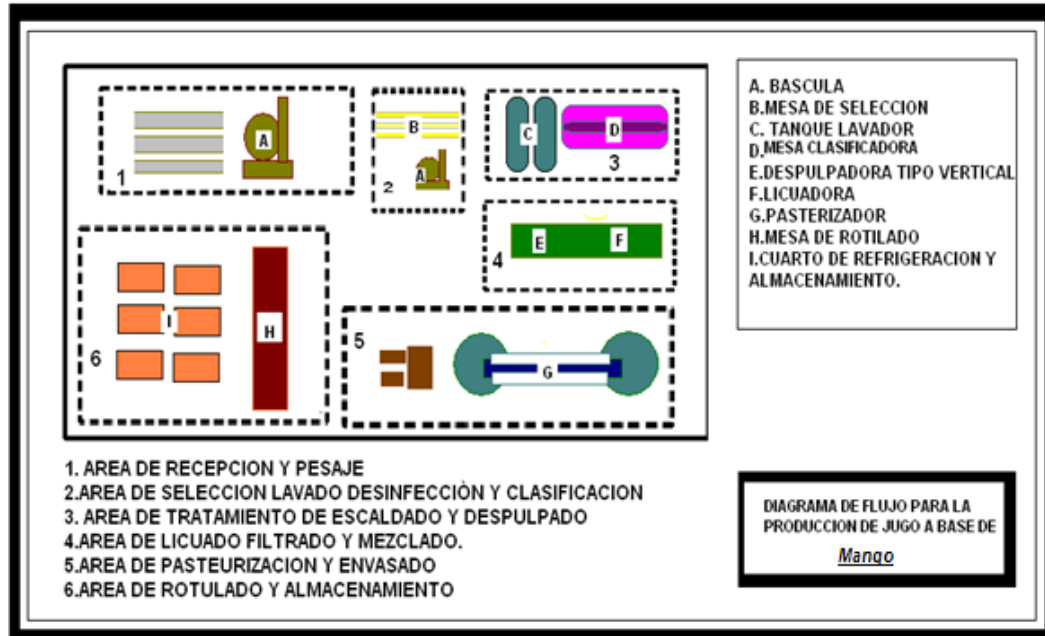 A
1
B
A
2
C
D
3
A. BASCULA
B.MESA DE SELECCION
C. TANQUE LAVADOR
D.MESA CLASIFICADORA
E.DESPULPADORA TIPO VERTICAL
F.LICUADORA
G.PASTERIZADOR
H.MESA DE ROTILADO
I.CUARTO DE REFRIGERACION Y
ALMACENAMIENTO.
4
E
F
6
I
H
5
G
1. AREA DE RECEPCION Y PESAJE
2.AREA DE SELECCION LAVADO DESINFECCIÒN Y CLASIFICACION
3. AREA DE TRATAMIENTO DE ESCALDADO Y DESPULPADO
4.AREA DE LICUADO FILTRADO Y MEZCLADO.
5.AREA DE PASTEURIZACION Y ENVASADO
6.AREA DE ROTULADO Y ALMACENAMIENTO
DIAGRAMA DE FLUJO PARA LA
PRODUCCION DE JUGO A BASE DE
Mango